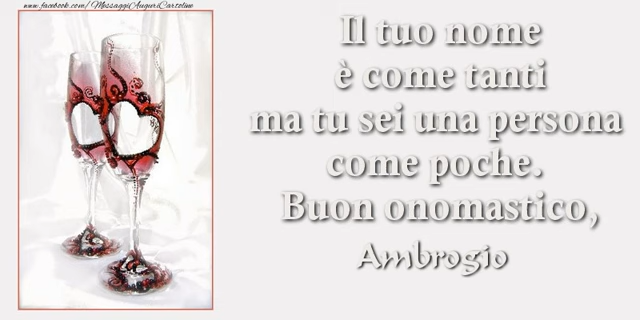 www.facebook.com/MessaggiAuguriCartoline
Il tuo nome
è come tanti
ma tu sei una persona
come poche.
Buon onomastico,
Ambrogio